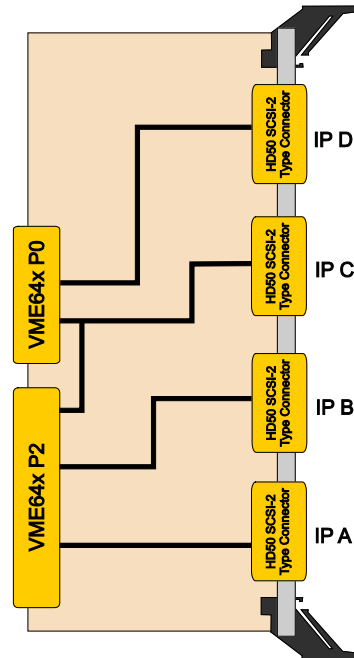 HD50 SCSI-2
Type Connector
IP D
VME64x P0
HD50 SCSI-2
Type Connector
IP C
HD50 SCSI-2
Type Connector
IP B
VME64x P2
HD50 SCSI-2
Type Connector
IP A